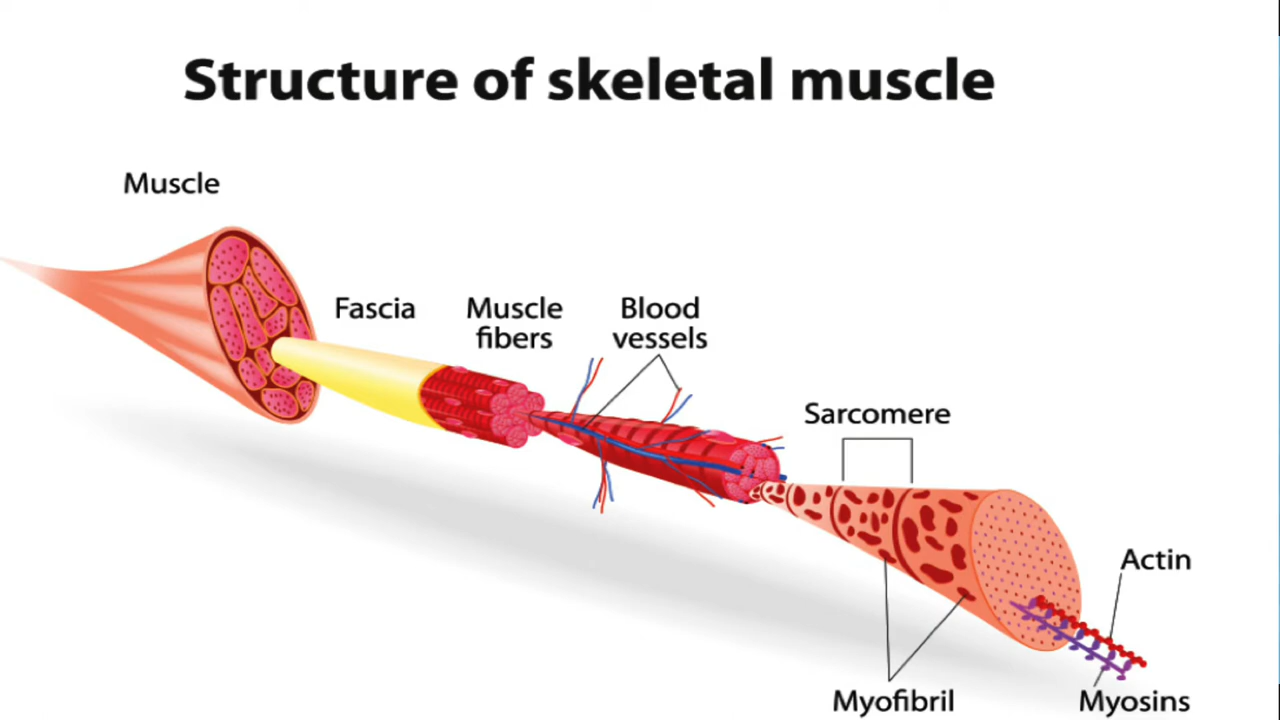 Structure of skeletal muscle
Muscle
Fascia
Muscle
fibers
Blood
vessels
Sarcomere
Actin
Myofibril
Myosins